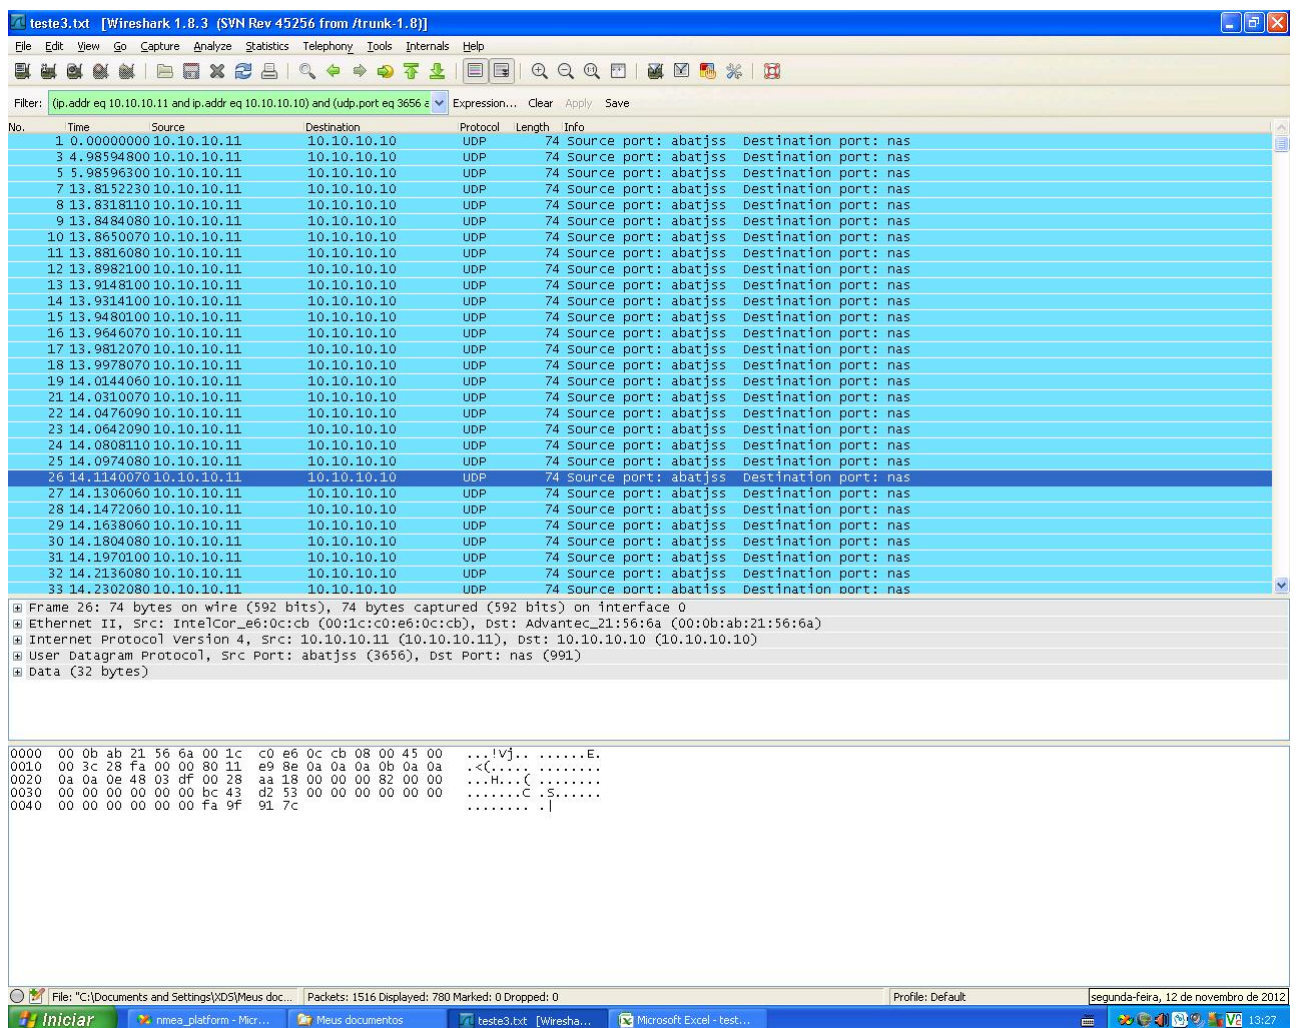 teste3.txt [Wireshark 1.8.3 (SVN Rev 45256 from /trunk-1.8)]
File Edit View Go Capture Analyze Statistics Telephony Tools Internals Help
Filter: (ip.addr eq 10.10.10.11 and ip.addr eq 10.10.10.10) and (udp.port eq 3656 a Expression... Clear Apply Save
No. Time Source Destination Protocol Length Info
1 0.00000000 10.10.10.11 10.10.10.10 UDP 74 Source port: abatjss Destination port: nas
3 4.98594800 10.10.10.11 10.10.10.10 UDP 74 Source port: abatjss Destination port: nas
5 5.98596300 10.10.10.11 10.10.10.10 UDP 74 Source port: abatjss Destination port: nas
7 13.8152230 10.10.10.11 10.10.10.10 UDP 74 Source port: abatjss Destination port: nas
8 13.8318110 10.10.10.11 10.10.10.10 UDP 74 Source port: abatjss Destination port: nas
9 13.8484080 10.10.10.11 10.10.10.10 UDP 74 Source port: abatjss Destination port: nas
10 13.8650070 10.10.10.11 10.10.10.10 UDP 74 Source port: abatjss Destination port: nas
11 13.8816080 10.10.10.11 10.10.10.10 UDP 74 Source port: abatjss Destination port: nas
12 13.8982100 10.10.10.11 10.10.10.10 UDP 74 Source port: abatjss Destination port: nas
13 13.9148100 10.10.10.11 10.10.10.10 UDP 74 Source port: abatjss Destination port: nas
14 13.9314100 10.10.10.11 10.10.10.10 UDP 74 Source port: abatjss Destination port: nas
15 13.9480100 10.10.10.11 10.10.10.10 UDP 74 Source port: abatjss Destination port: nas
16 13.9646070 10.10.10.11 10.10.10.10 UDP 74 Source port: abatjss Destination port: nas
17 13.9812070 10.10.10.11 10.10.10.10 UDP 74 Source port: abatjss Destination port: nas
18 13.9978070 10.10.10.11 10.10.10.10 UDP 74 Source port: abatjss Destination port: nas
19 14.0144060 10.10.10.11 10.10.10.10 UDP 74 Source port: abatjss Destination port: nas
21 14.0310070 10.10.10.11 10.10.10.10 UDP 74 Source port: abatjss Destination port: nas
22 14.0476090 10.10.10.11 10.10.10.10 UDP 74 Source port: abatjss Destination port: nas
23 14.0642090 10.10.10.11 10.10.10.10 UDP 74 Source port: abatjss Destination port: nas
24 14.0808110 10.10.10.11 10.10.10.10 UDP 74 Source port: abatjss Destination port: nas
25 14.0974080 10.10.10.11 10.10.10.10 UDP 74 Source port: abatjss Destination port: nas
26 14.1140070 10.10.10.11 10.10.10.10 UDP 74 Source port: abatjss Destination port: nas
27 14.1306060 10.10.10.11 10.10.10.10 UDP 74 Source port: abatjss Destination port: nas
28 14.1472060 10.10.10.11 10.10.10.10 UDP 74 Source port: abatjss Destination port: nas
29 14.1638060 10.10.10.11 10.10.10.10 UDP 74 Source port: abatjss Destination port: nas
30 14.1804080 10.10.10.11 10.10.10.10 UDP 74 Source port: abatjss Destination port: nas
31 14.1970100 10.10.10.11 10.10.10.10 UDP 74 Source port: abatjss Destination port: nas
32 14.2136080 10.10.10.11 10.10.10.10 UDP 74 Source port: abatjss Destination port: nas
33 14.2302080 10.10.10.11 10.10.10.10 UDP 74 Source port: abatjss Destination port: nas
Frame 26: 74 bytes on wire (592 bits), 74 bytes captured (592 bits) on interface 0
Ethernet II, Src: IntelCor_e6:0c:cb (00:1c:c0:e6:0c:cb), Dst: Advantec_21:56:6a (00:0b:ab:21:56:6a)
Internet Protocol Version 4, Src: 10.10.10.11 (10.10.10.11), Dst: 10.10.10.10 (10.10.10.10)
User Datagram Protocol, Src Port: abatjss (3656), Dst Port: nas (991)
Data (32 bytes)
0000 00 0b ab 21 56 6a 00 1c c0 e6 0c cb 08 00 45 00 ...!Vj.. ......E.
0010 00 3c 28 fa 00 00 80 11 e9 8e 0a 0a 0a 0b 0a 0a .<(..... ........
0020 0a 0a 0e 48 03 df 00 28 aa 18 00 00 00 82 00 00 ...H...( ........
0030 00 00 00 00 00 00 bc 43 d2 53 00 00 00 00 00 00 .......C .S......
0040 00 00 00 00 00 00 fa 9f 91 7c ........ .|
File: "C:\Documents and Settings\XDS\Meus doc... Packets: 1516 Displayed: 780 Marked: 0 Dropped: 0 Profile: Default segunda-feira, 12 de novembro de 2012
Iniciar nmea_platform - Micr... Meus documentos teste3.txt [Wiresha... Microsoft Excel - test... 13:27